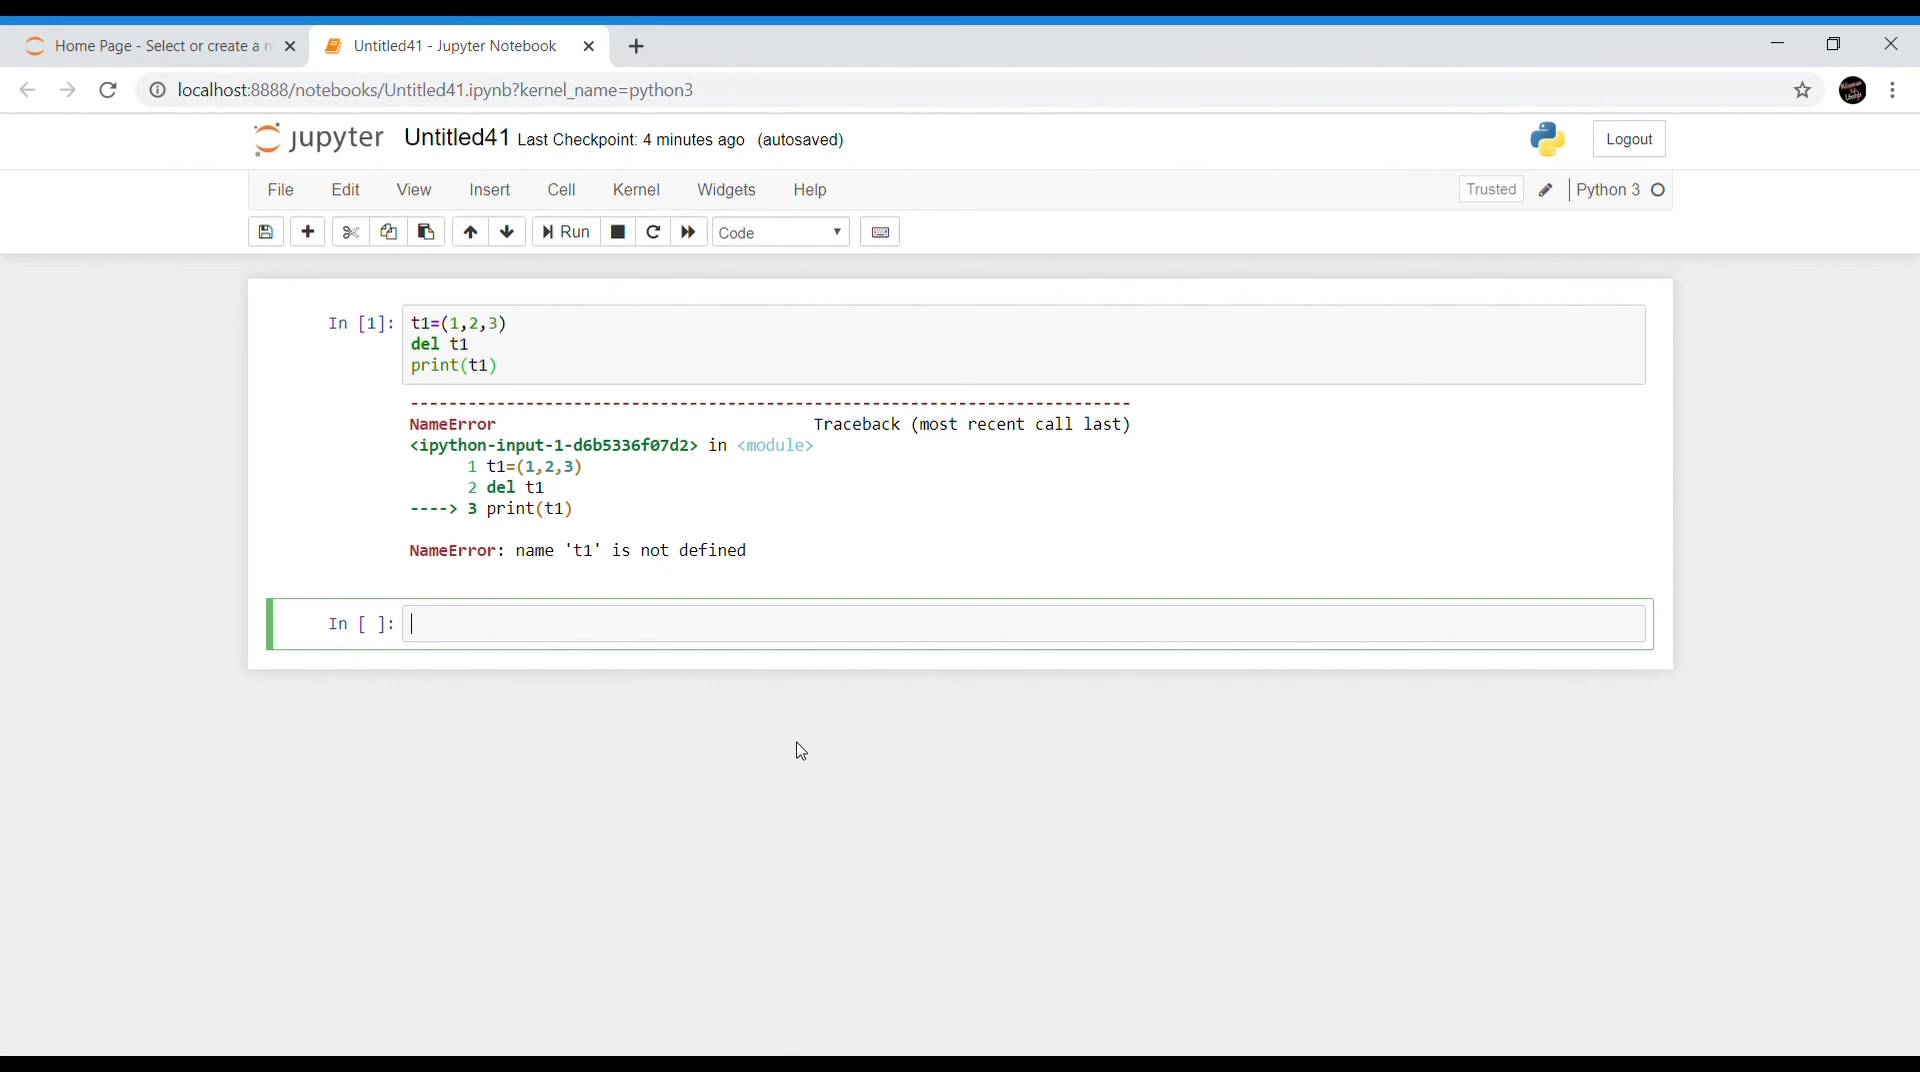 Home Page - Select or create a n
Untitled41 - Jupyter Notebook
localhost:8888/notebooks/Untitled41.ipynb?kernel_name=python3
jupyter Untitled41 Last Checkpoint: 4 minutes ago (autosaved)
Logout
File Edit View Insert Cell Kernel Widgets Help
Trusted Python 3
Run Code
In [1]: t1=(1,2,3)
del t1
print(t1)
---------------------------------------------------------------------------
NameError Traceback (most recent call last)
<ipython-input-1-d6b5336f07d2> in <module>
1 t1=(1,2,3)
2 del t1
----> 3 print(t1)
NameError: name 't1' is not defined
In [ ]: